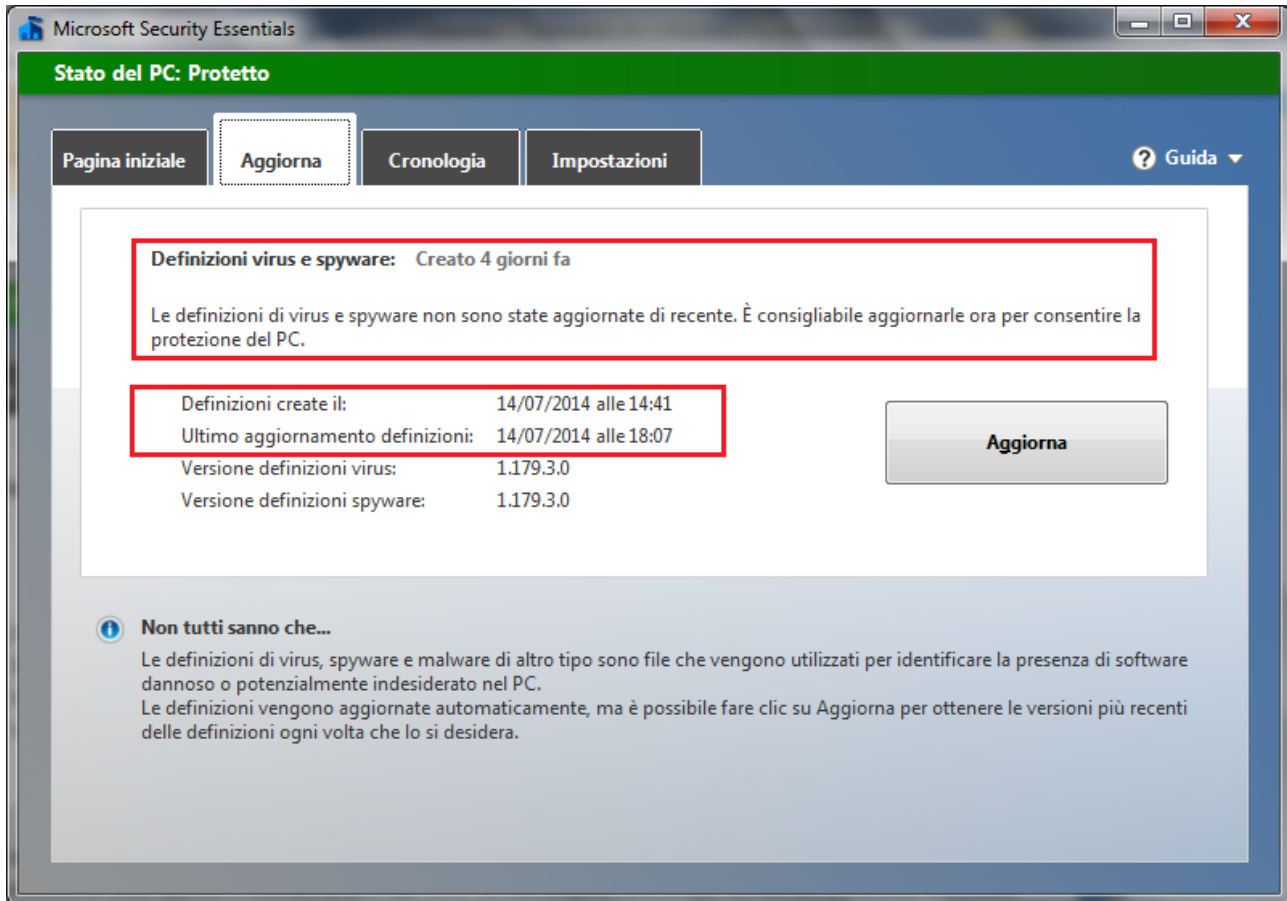 Microsoft Security Essentials
Stato del PC: Protetto
Pagina iniziale
Aggiorna
Cronologia
Impostazioni
? Guida
Definizioni virus e spyware: Creato 4 giorni fa
Le definizioni di virus e spyware non sono state aggiornate di recente. È consigliabile aggiornarle ora per consentire la
protezione del PC.
Definizioni create il: 14/07/2014 alle 14:41
Ultimo aggiornamento definizioni: 14/07/2014 alle 18:07
Versione definizioni virus: 1.179.3.0
Versione definizioni spyware: 1.179.3.0
Aggiorna
Non tutti sanno che...
Le definizioni di virus, spyware e malware di altro tipo sono file che vengono utilizzati per identificare la presenza di software
dannoso o potenzialmente indesiderato nel PC.
Le definizioni vengono aggiornate automaticamente, ma è possibile fare clic su Aggiorna per ottenere le versioni più recenti
delle definizioni ogni volta che lo si desidera.